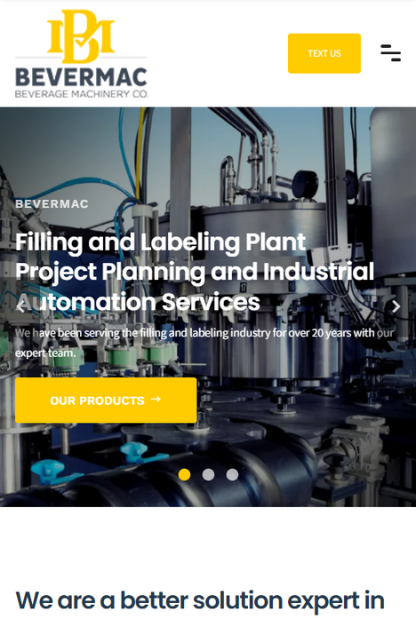 BM
BEVERMAC
BEVERAGE MACHINERY CO.
TEXT US
BEVERMAC
Filling and Labeling Plant
Project Planning and Industrial
Automation Services
We have been serving the filling and labeling industry for over 20 years with our
expert team.
OUR PRODUCTS →
We are a better solution expert in